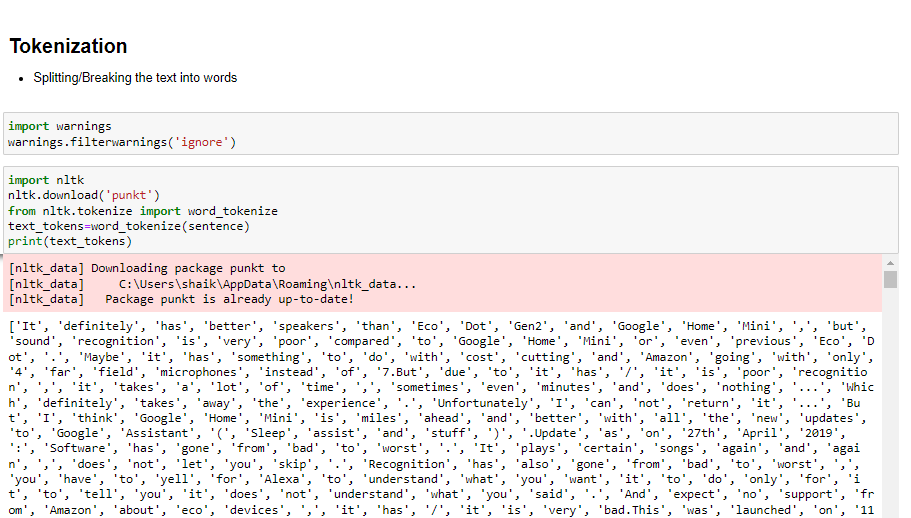 Tokenization
• Splitting/Breaking the text into words
import warnings
warnings.filterwarnings('ignore')
import nltk
nltk.download('punkt')
from nltk.tokenize import word_tokenize
text_tokens=word_tokenize(sentence)
print(text_tokens)
[nltk_data] Downloading package punkt to
[nltk_data]     C:\Users\shaik\AppData\Roaming\nltk_data...
[nltk_data]   Package punkt is already up-to-date!
['It', 'definitely', 'has', 'better', 'speakers', 'than', 'Eco', 'Dot', 'Gen2', 'and', 'Google', 'Home', 'Mini', ',', 'but',
'sound', 'recognition', 'is', 'very', 'poor', 'compared', 'to', 'Google', 'Home', 'Mini', 'or', 'even', 'previous', 'Eco', 'D
ot', '.', 'Maybe', 'it', 'has', 'something', 'to', 'do', 'with', 'cost', 'cutting', 'and', 'Amazon', 'going', 'with', 'only',
'4', 'far', 'field', 'microphones', 'instead', 'of', '7.But', 'due', 'to', 'it', 'has', '/', 'it', 'is', 'poor', 'recognitio
n', ',', 'it', 'takes', 'a', 'lot', 'of', 'time', ',', 'sometimes', 'even', 'minutes', 'and', 'does', 'nothing', '...', 'Whic
h', 'definitely', 'takes', 'away', 'the', 'experience', '.', 'Unfortunately', 'I', 'can', 'not', 'return', 'it', '...', 'Bu
t', 'I', 'think', 'Google', 'Home', 'Mini', 'is', 'miles', 'ahead', 'and', 'better', 'with', 'all', 'the', 'new', 'updates',
'to', 'Google', 'Assistant', '(', 'Sleep', 'assist', 'and', 'stuff', ')', '.Update', 'as', 'on', '27th', 'April', '2019',
':', 'Software', 'has', 'gone', 'from', 'bad', 'to', 'worst', '.', 'It', 'plays', 'certain', 'songs', 'again', 'and', 'agai
n', ',', 'does', 'not', 'let', 'you', 'skip', '.', 'Recognition', 'has', 'also', 'gone', 'from', 'bad', 'to', 'worst', ',',
'you', 'have', 'to', 'yell', 'for', 'Alexa', 'to', 'understand', 'what', 'you', 'want', 'it', 'to', 'do', 'only', 'for', 'i
t', 'to', 'tell', 'you', 'it', 'does', 'not', 'understand', 'what', 'you', 'said', '.', 'And', 'expect', 'no', 'support', 'fr
om', 'Amazon', 'about', 'eco', 'devices', ',', 'it', 'has', '/', 'it', 'is', 'very', 'bad.This', 'was', 'launched', 'on', '11